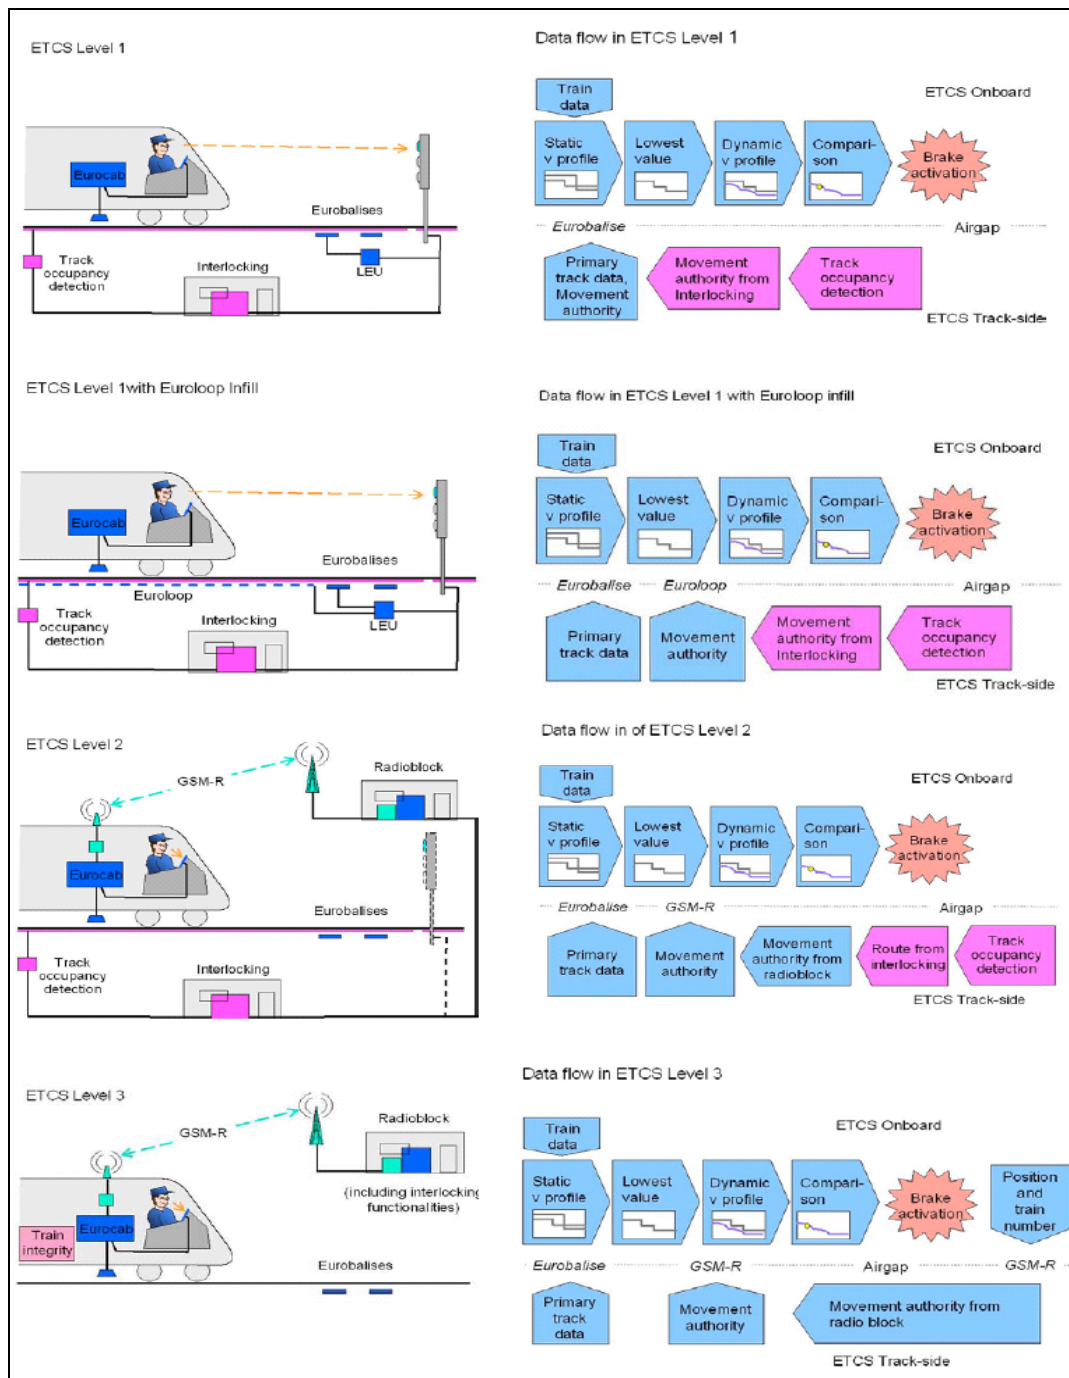 ETCS Level 1
Eurocab
Eurobalises
LEU
Track
occupancy
detection
Interlocking
Data flow in ETCS Level 1
Train
data
ETCS Onboard
Static
v profile
Lowest
value
Dynamic
v profile
Compari-
son
Brake
activation
Eurobalise
Airgap
Primary
track data,
Movement
authority
Movement
authority from
Interlocking
Track
occupancy
detection
ETCS Track-side
ETCS Level 1with Euroloop Infill
Eurocab
Eurobalises
Euroloop
LEU
Track
occupancy
detection
Interlocking
Data flow in ETCS Level 1 with Euroloop infill
Train
data
ETCS Onboard
Static
v profile
Lowest
value
Dynamic
v profile
Compari-
son
Brake
activation
Eurobalise
Euroloop
Airgap
Primary
track data
Movement
authority
Movement
authority from
Interlocking
Track
occupancy
detection
ETCS Track-side
ETCS Level 2
GSM-R
Radioblock
Eurocab
Eurobalises
Track
occupancy
detection
Interlocking
Data flow in of ETCS Level 2
Train
data
ETCS Onboard
Static
v profile
Lowest
value
Dynamic
v profile
Compari-
son
Brake
activation
Eurobalise
GSM-R
Airgap
Primary
track data
Movement
authority
Movement
authority from
radioblock
Route from
interlocking
Track
occupancy
detection
ETCS Track-side
ETCS Level 3
GSM-R
Radioblock
(including interlocking
functionalities)
Train
integrity
Eurocab
Eurobalises
Data flow in ETCS Level 3
Train
data
ETCS Onboard
Static
v profile
Lowest
value
Dynamic
v profile
Compari-
son
Brake
activation
Position
and
train
number
Eurobalise
GSM-R
Airgap
GSM-R
Primary
track
data
Movement
authority
Movement authority from
radio block
ETCS Track-side